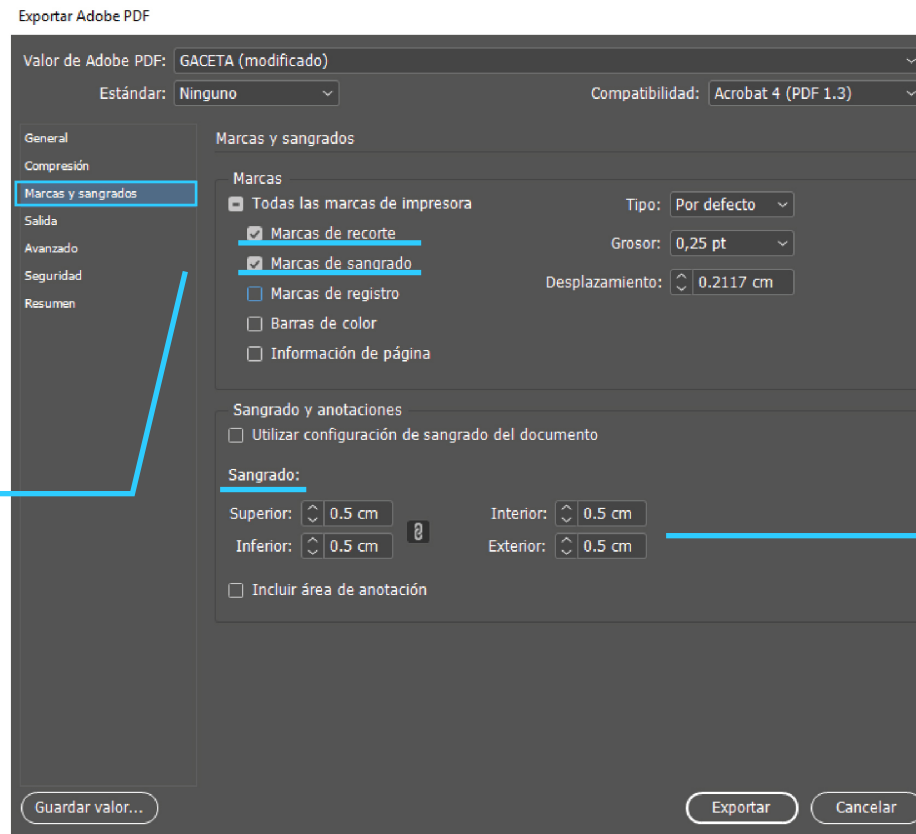 Exportar Adobe PDF
Valor de Adobe PDF: GACETA (modificado)
Estándar: Ninguno Compatibilidad: Acrobat 4 (PDF 1.3)
General
Compresión
Marcas y sangrados
Salida
Avanzado
Seguridad
Resumen
Marcas y sangrados
Marcas
Todas las marcas de impresora
Marcas de recorte
Marcas de sangrado
Marcas de registro
Barras de color
Información de página
Tipo: Por defecto
Grosor: 0,25 pt
Desplazamiento: 0.2117 cm
Sangrado y anotaciones
Utilizar configuración de sangrado del documento
Sangrado:
Superior: 0.5 cm Interior: 0.5 cm
Inferior: 0.5 cm Exterior: 0.5 cm
Incluir área de anotación
Guardar valor... Exportar Cancelar